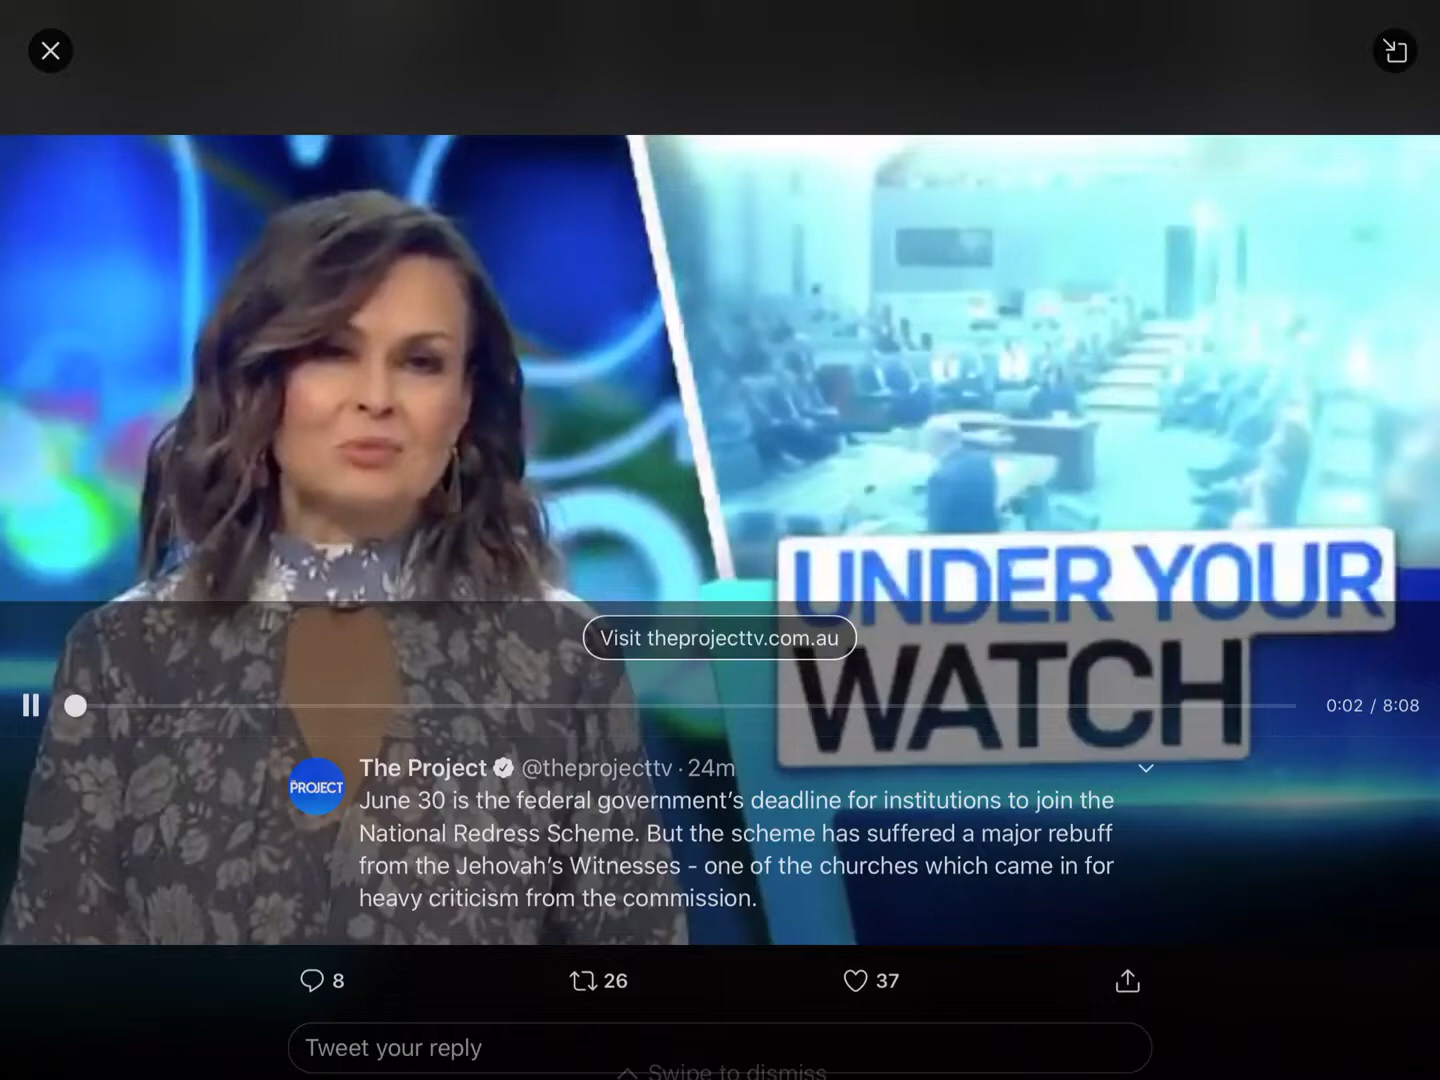 UNDER YOUR
WATCH
Visit theprojecttv.com.au
0:02 / 8:08
PROJECT
The Project @theprojecttv · 24m
June 30 is the federal government’s deadline for institutions to join the
National Redress Scheme. But the scheme has suffered a major rebuff
from the Jehovah’s Witnesses - one of the churches which came in for
heavy criticism from the commission.
8 26 37
Tweet your reply
Swipe to dismiss